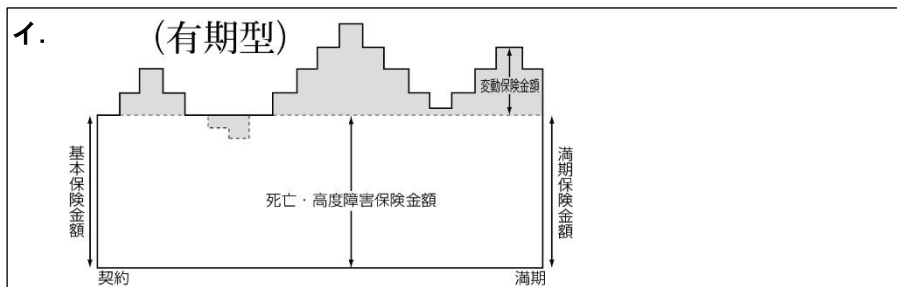 イ.
(有期型)
変動保険金額
基本保険金額
死亡・高度障害保険金額
満期保険金額
契約
満期